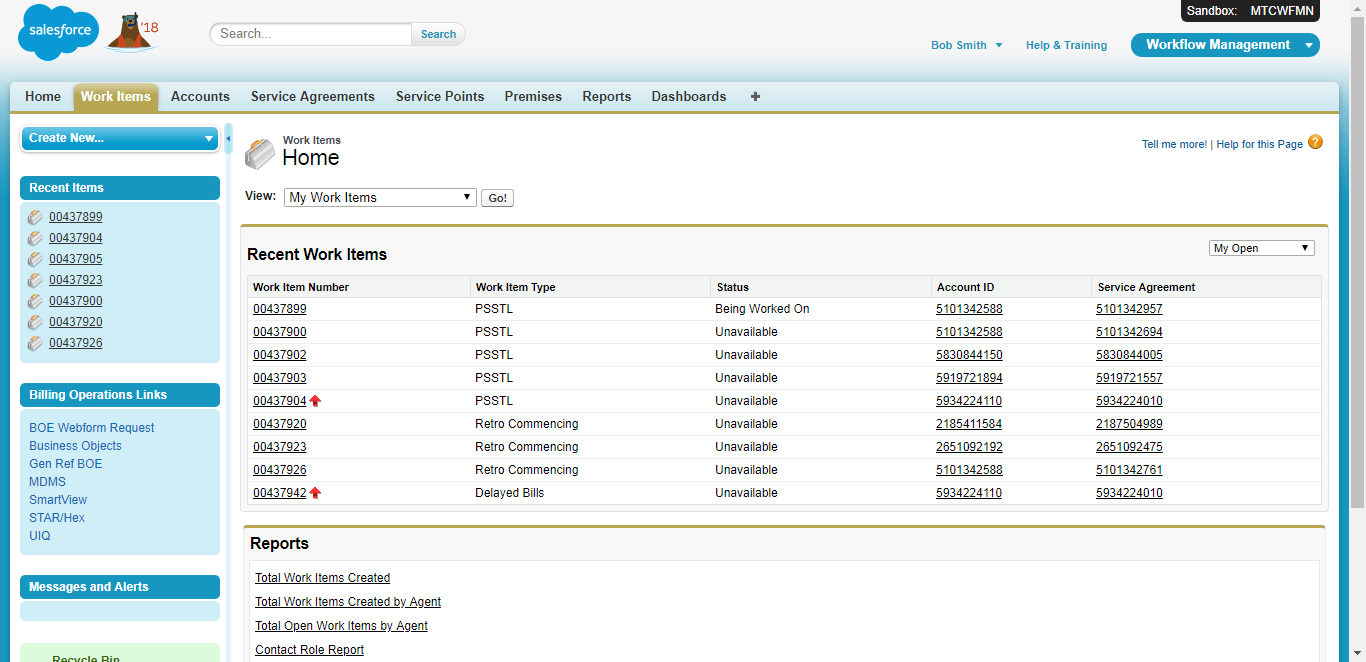 Sandbox: MTCWFMN
salesforce
'18
Search...
Search
Bob Smith
Help & Training
Workflow Management
Home Work Items Accounts Service Agreements Service Points Premises Reports Dashboards +
Create New...
Recent Items
00437899
00437904
00437905
00437923
00437900
00437920
00437926
Billing Operations Links
BOE Webform Request
Business Objects
Gen Ref BOE
MDMS
SmartView
STAR/Hex
UIQ
Messages and Alerts
Recycle Bin
Work Items
Home
Tell me more! | Help for this Page ?
View: My Work Items Go!
Recent Work Items
My Open
Work Item Number Work Item Type Status Account ID Service Agreement
00437899 PSSTL Being Worked On 5101342588 5101342957
00437900 PSSTL Unavailable 5101342588 5101342694
00437902 PSSTL Unavailable 5830844150 5830844005
00437903 PSSTL Unavailable 5919721894 5919721557
00437904 PSSTL Unavailable 5934224110 5934224010
00437920 Retro Commencing Unavailable 2185411584 2187504989
00437923 Retro Commencing Unavailable 2651092192 2651092475
00437926 Retro Commencing Unavailable 5101342588 5101342761
00437942 Delayed Bills Unavailable 5934224110 5934224010
Reports
Total Work Items Created
Total Work Items Created by Agent
Total Open Work Items by Agent
Contact Role Report